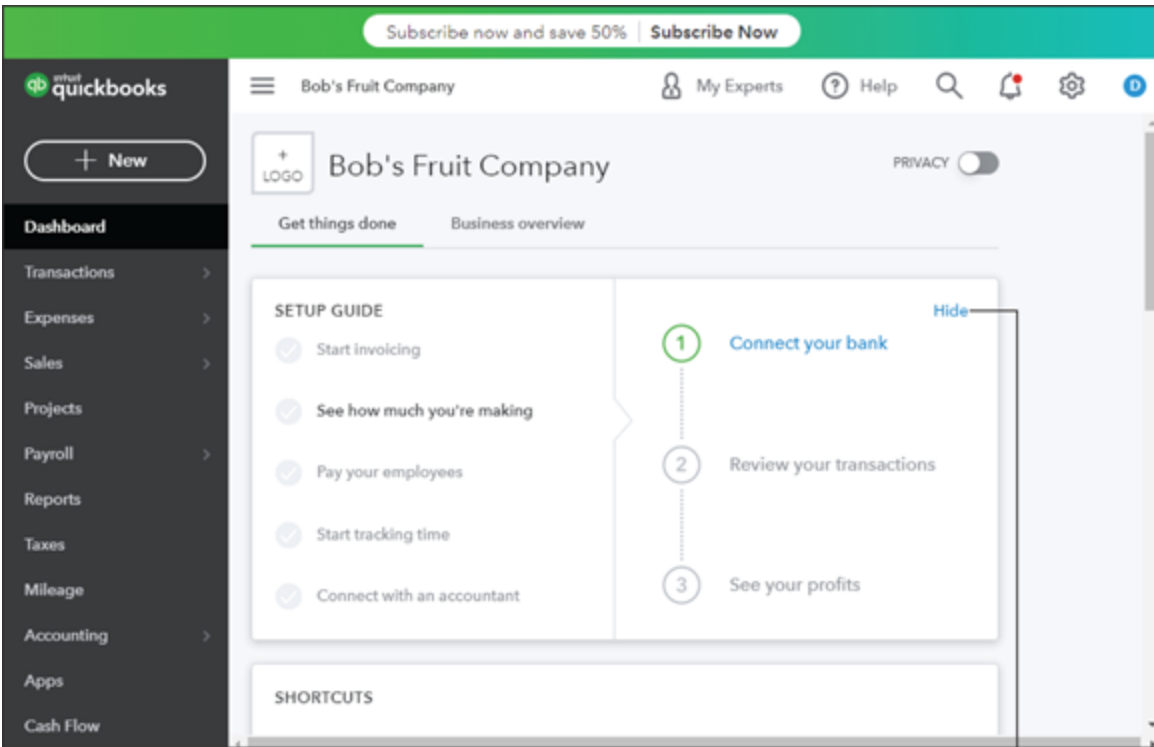 Subscribe now and save 50% Subscribe Now
qb intuit quickbooks
Bob's Fruit Company
My Experts
? Help
D
+ New
+ LOGO
Bob's Fruit Company
PRIVACY
Dashboard
Transactions
Expenses
Sales
Projects
Payroll
Reports
Taxes
Mileage
Accounting
Apps
Cash Flow
Get things done
Business overview
SETUP GUIDE
Start invoicing
See how much you're making
Pay your employees
Start tracking time
Connect with an accountant
Hide
1 Connect your bank
2 Review your transactions
3 See your profits
SHORTCUTS